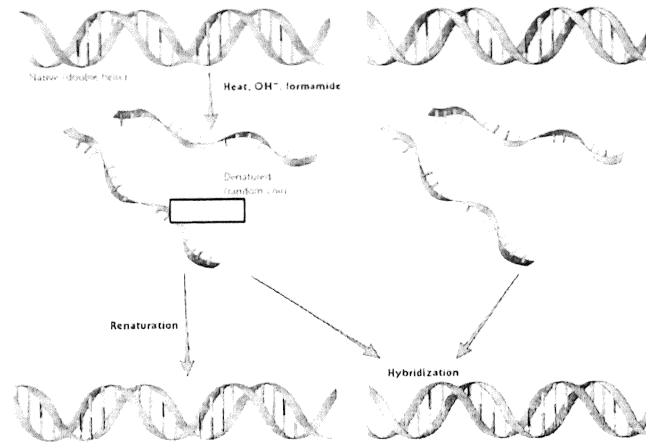 Native (double helix)
Heat, OH⁻, formamide
Denatured
(random coil)
Renaturation
Hybridization